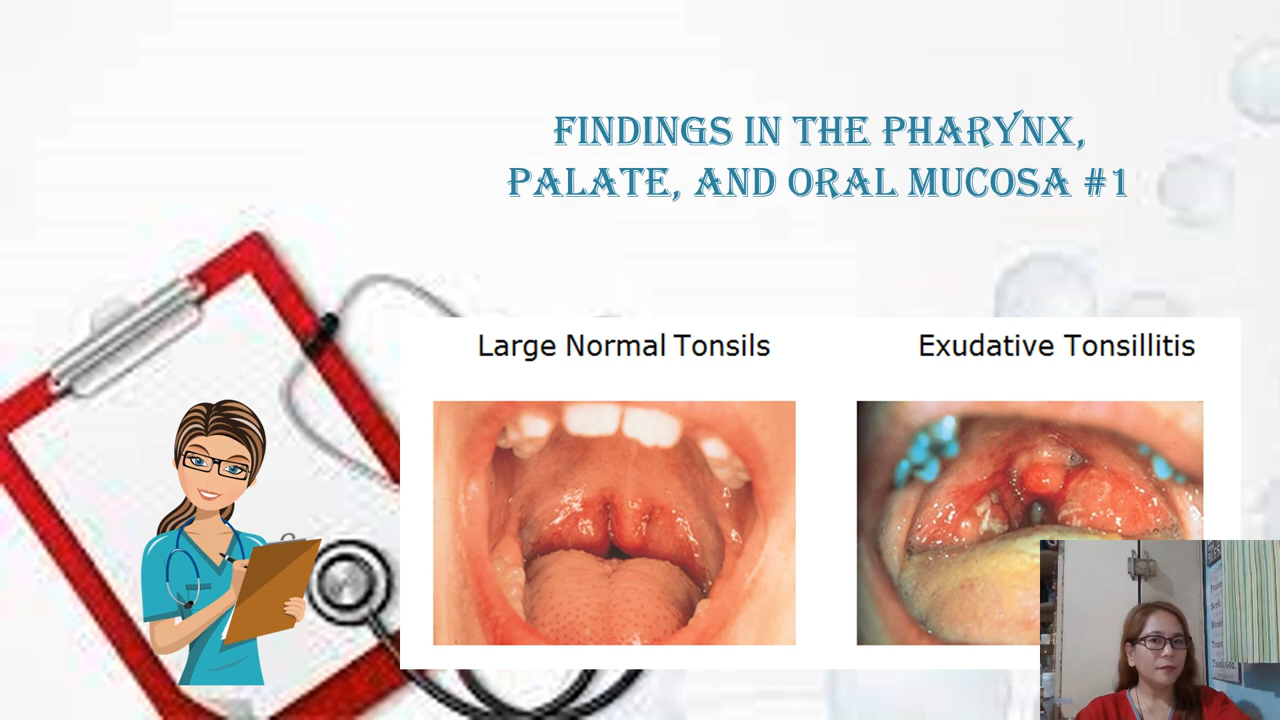 FINDINGS IN THE PHARYNX,
PALATE, AND ORAL MUCOSA #1
Large Normal Tonsils
Exudative Tonsillitis